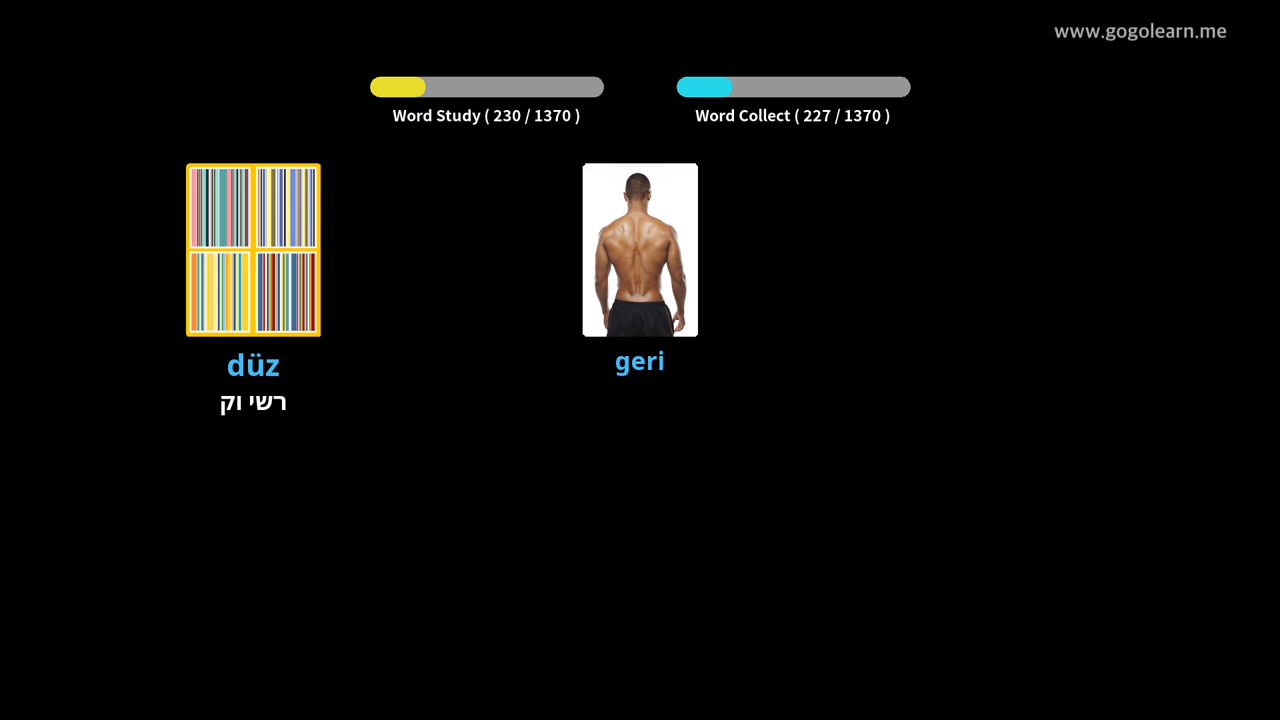 www.gogolearn.me
Word Study ( 230 / 1370 )
Word Collect ( 227 / 1370 )
düz
רשי וק
geri